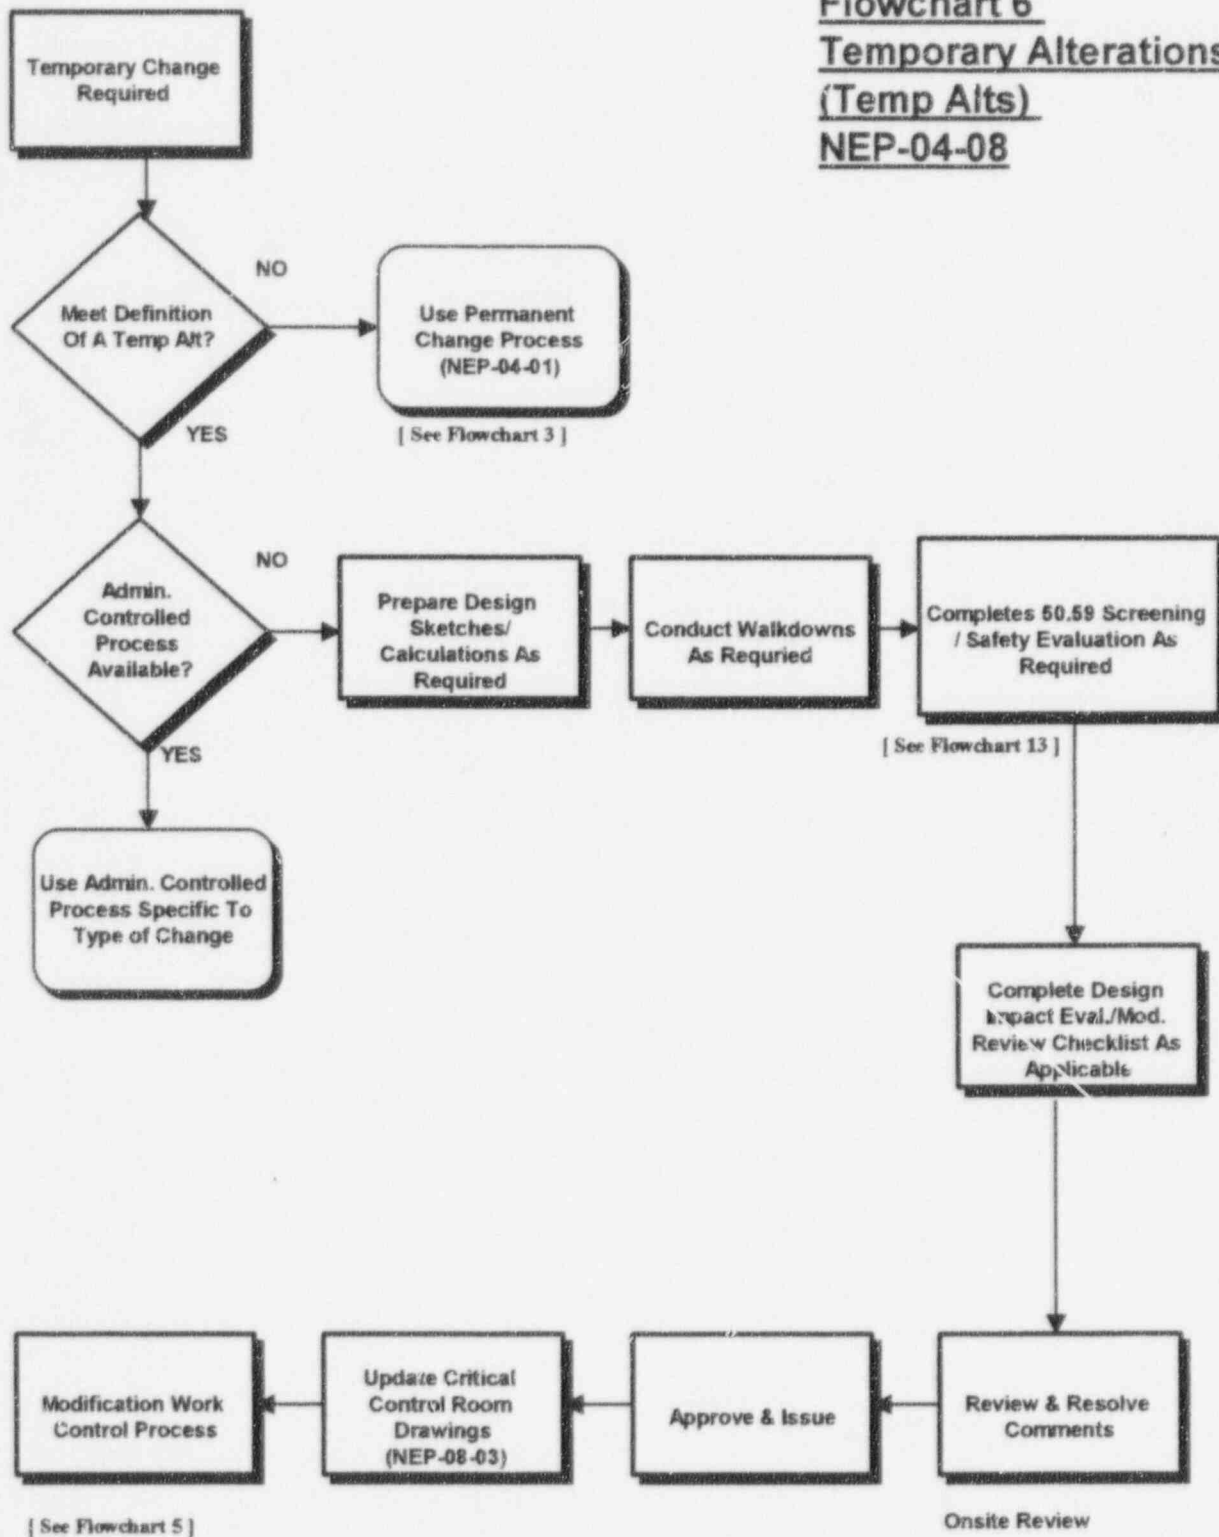 Flowchart 6
Temporary Alterations
(Temp Alts)
NEP-04-08
Temporary Change
Required
Meet Definition
Of A Temp Alt?
NO
Use Permanent
Change Process
(NEP-04-01)
[ See Flowchart 3 ]
YES
Admin.
Controlled
Process
Available?
NO
Prepare Design
Sketches/
Calculations As
Required
Conduct Walkdowns
As Requried
Completes 50.59 Screening
/ Safety Evaluation As
Required
[ See Flowchart 13 ]
YES
Use Admin. Controlled
Process Specific To
Type of Change
Complete Design
Impact Eval./Mod.
Review Checklist As
Applicable
Review & Resolve
Comments
Onsite Review
Approve & Issue
Update Critical
Control Room
Drawings
(NEP-08-03)
Modification Work
Control Process
[ See Flowchart 5 ]